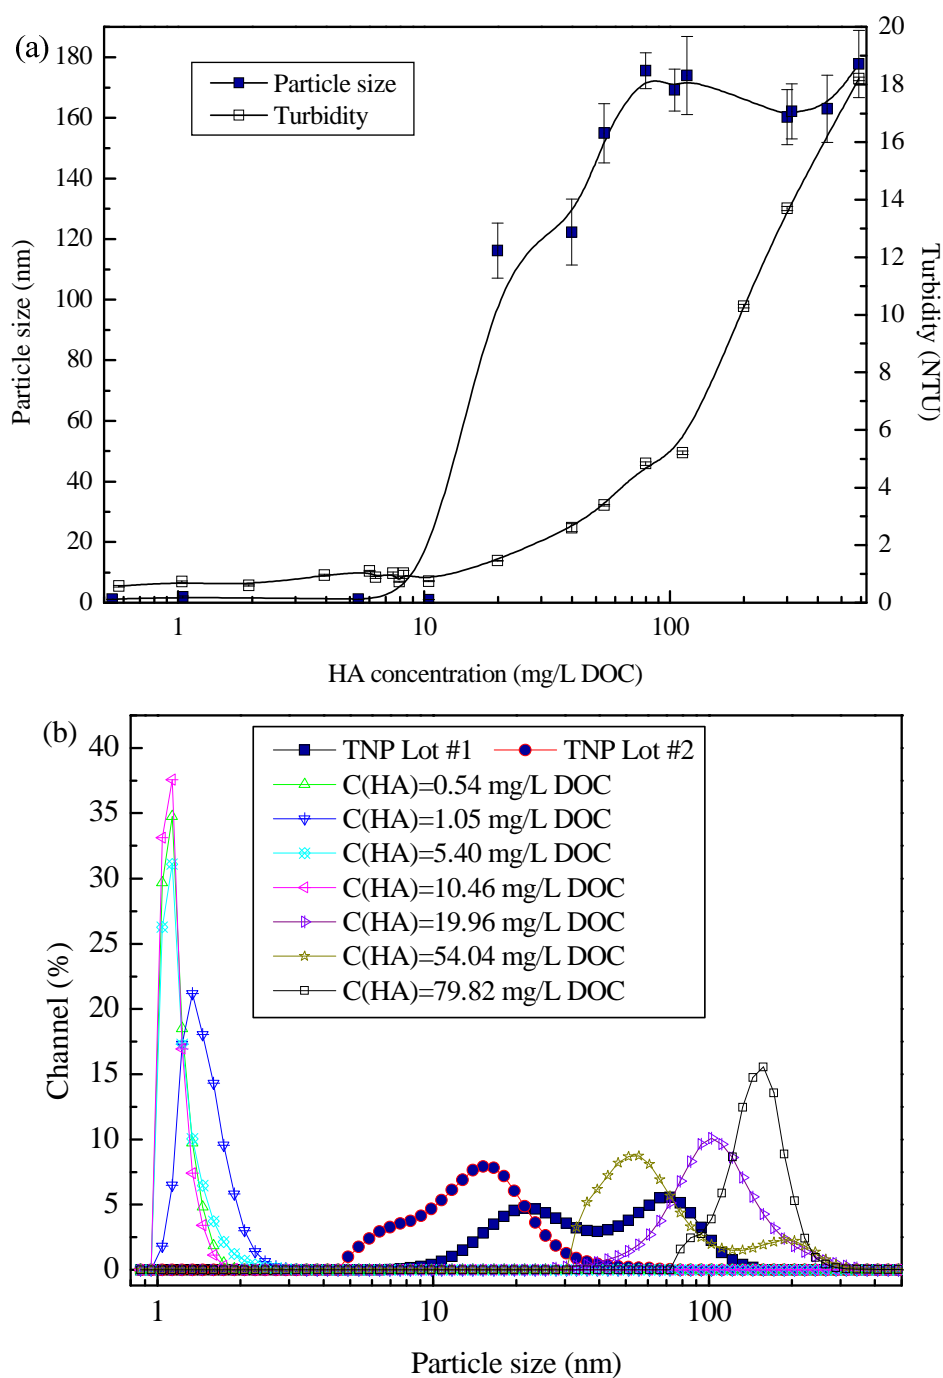 (a)
Particle size
Turbidity
Particle size (nm)
180
160
140
120
100
80
60
40
20
0
20
18
16
14
12
10
8
6
4
2
0
Turbidity (NTU)
1
10
100
HA concentration (mg/L DOC)
(b)
TNP Lot #1
TNP Lot #2
C(HA)=0.54 mg/L DOC
C(HA)=1.05 mg/L DOC
C(HA)=5.40 mg/L DOC
C(HA)=10.46 mg/L DOC
C(HA)=19.96 mg/L DOC
C(HA)=54.04 mg/L DOC
C(HA)=79.82 mg/L DOC
Channel (%)
40
35
30
25
20
15
10
5
0
1
10
100
Particle size (nm)